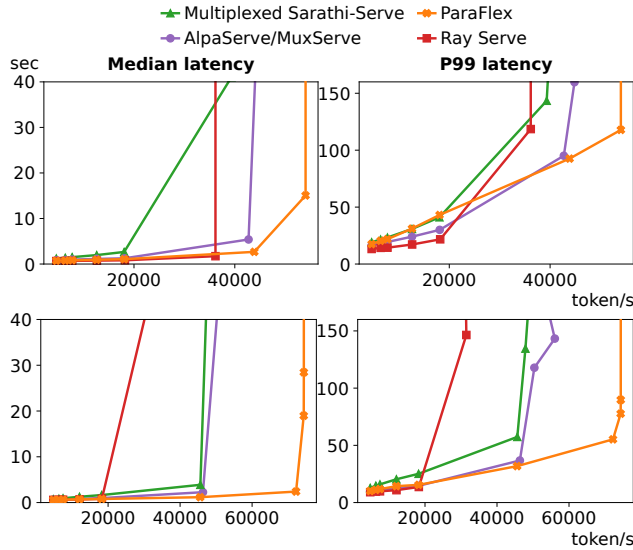 Multiplexed Sarathi-Serve ParaFlex
AlpaServe/MuxServe Ray Serve
sec Median latency P99 latency
40 150
30 100
20 50
10 0
0
20000 40000 20000 40000
token/s
40 150
30 100
20 50
10 0
0
20000 40000 60000 20000 40000 60000
token/s